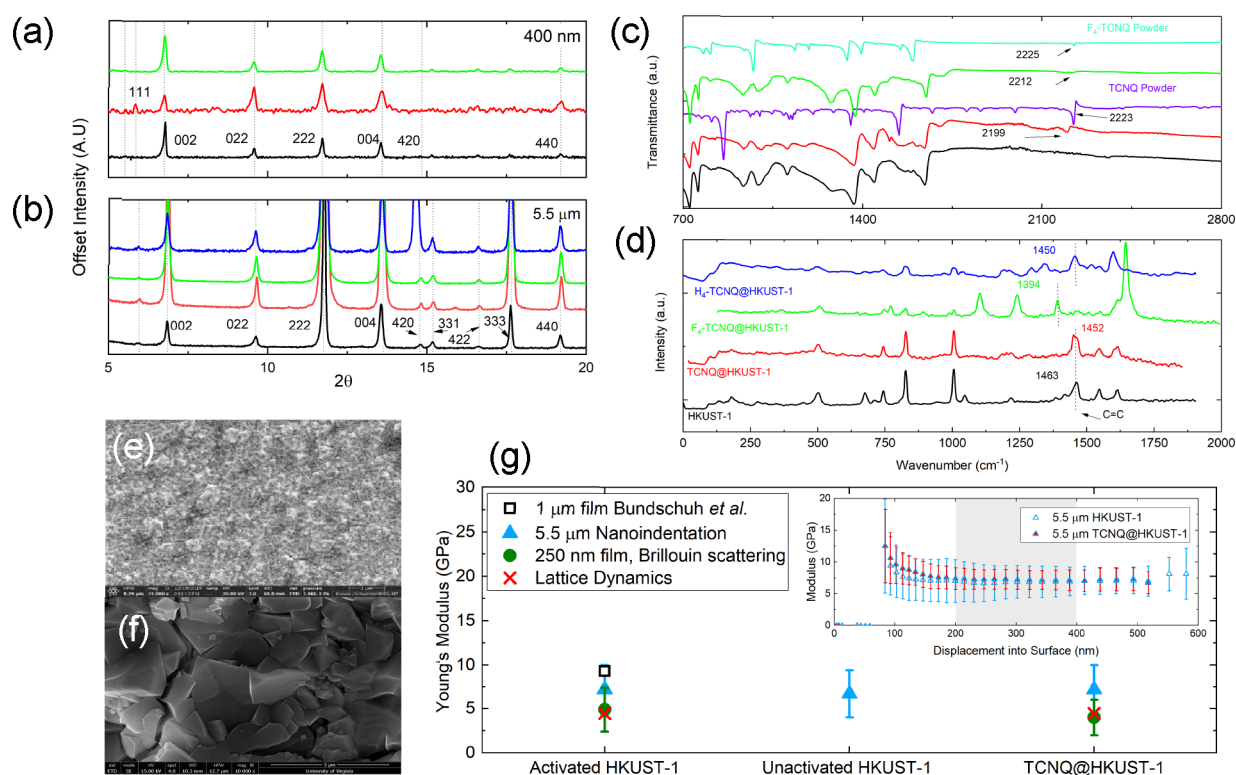 (a)
400 nm
111
002
022
222
004
420
440
(b)
5.5 μm
002
022
222
004
420
331
422
333
440
5
10
15
20
2θ
Offset Intensity (A.U)
(c)
F₄-TCNQ Powder
2225
2212
TCNQ Powder
2223
2199
Transmittance (a.u.)
700
1400
2100
2800
(d)
1450
H₄-TCNQ@HKUST-1
1394
F₄-TCNQ@HKUST-1
1452
TCNQ@HKUST-1
1463
HKUST-1
C=C
Intensity (a.u.)
0
250
500
750
1000
1250
1500
1750
2000
Wavenumber (cm⁻¹)
(e)
(f)
5 μm
University of Virginia
(g)
30
25
20
15
10
5
0
Young's Modulus (GPa)
1 μm film Bundschuh et al.
5.5 μm Nanoindentation
250 nm film, Brillouin scattering
Lattice Dynamics
20
15
10
5
0
Modulus (GPa)
5.5 μm HKUST-1
5.5 μm TCNQ@HKUST-1
0
100
200
300
400
500
600
Displacement into Surface (nm)
Activated HKUST-1
Unactivated HKUST-1
TCNQ@HKUST-1